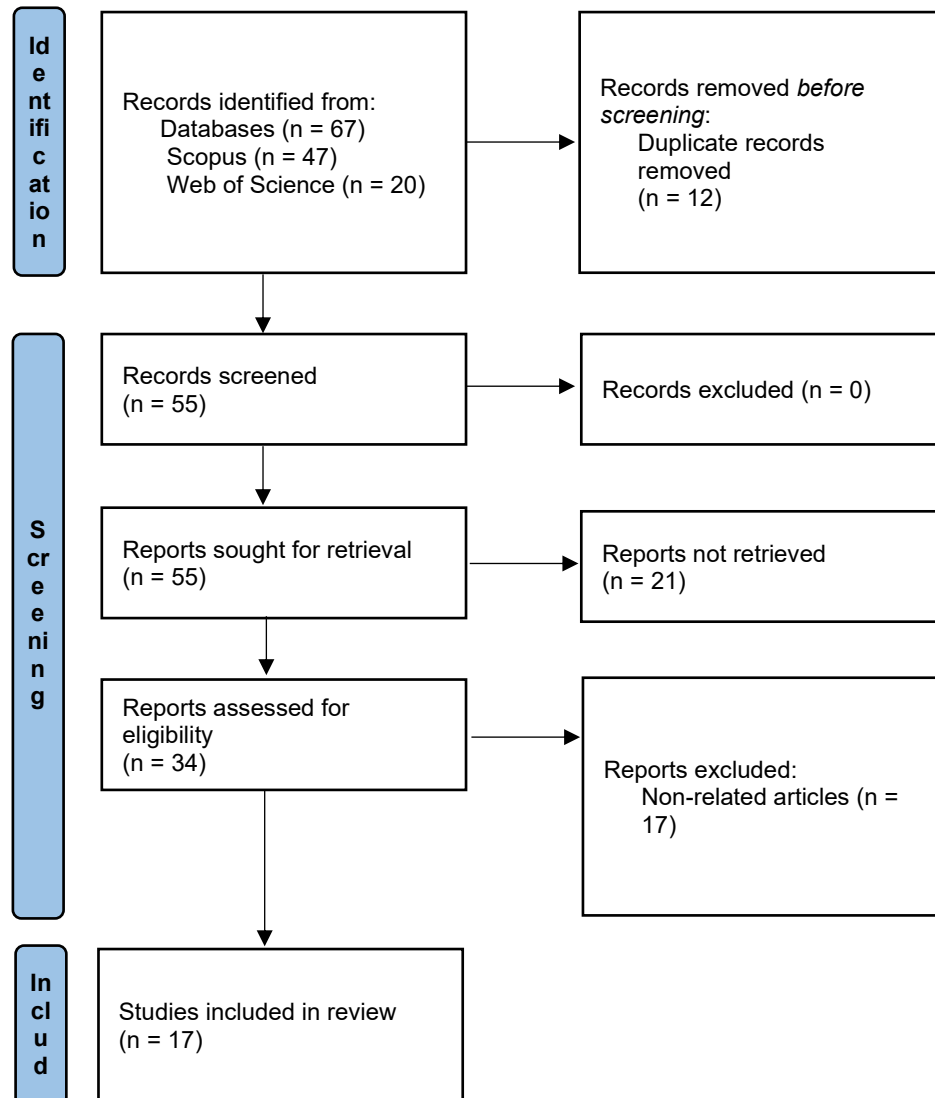 Id
e
nt
ifi
c
at
io
n
Records identified from:
Databases (n = 67)
Scopus (n = 47)
Web of Science (n = 20)
Records removed before
screening:
Duplicate records
removed
(n = 12)
S
cr
e
e
ni
n
g
Records screened
(n = 55)
Records excluded (n = 0)
Reports sought for retrieval
(n = 55)
Reports not retrieved
(n = 21)
Reports assessed for
eligibility
(n = 34)
Reports excluded:
Non-related articles (n =
17)
In
cl
u
d
Studies included in review
(n = 17)